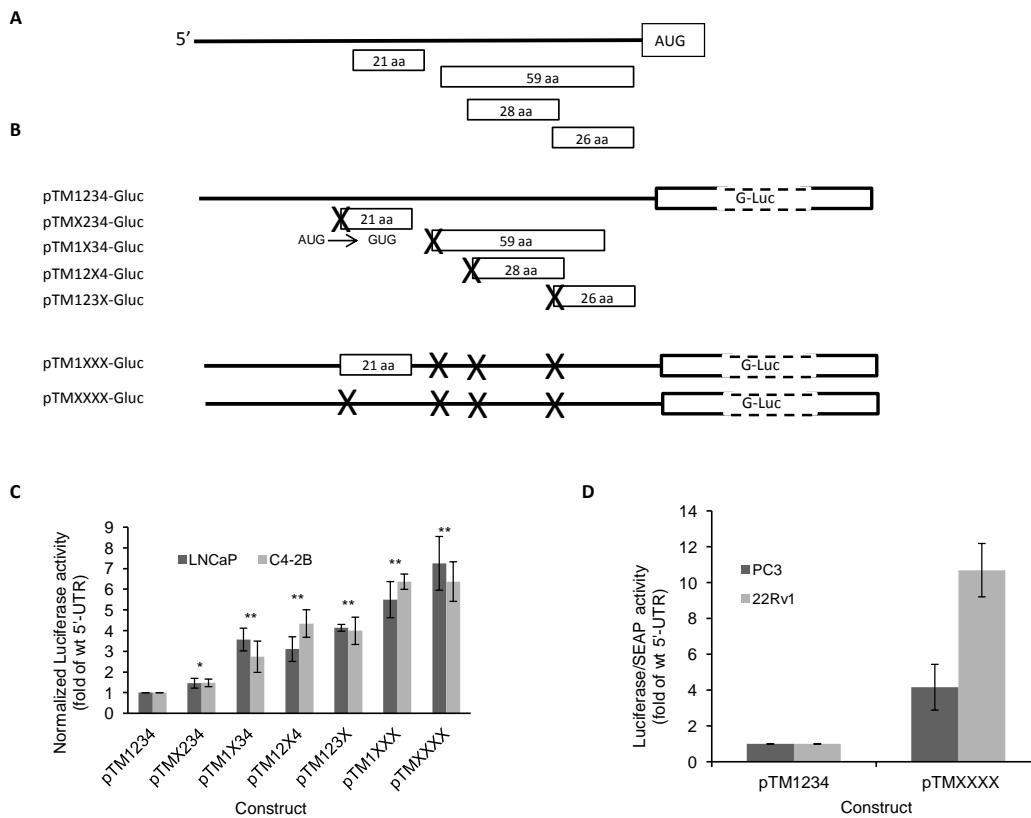 A
5'
AUG
21 aa
59 aa
28 aa
26 aa
B
pTM1234-Gluc
G-Luc
pTMX234-Gluc
X 21 aa
AUG GUG
pTM1X34-Gluc
X 59 aa
pTM12X4-Gluc
X 28 aa
pTM123X-Gluc
X 26 aa
pTM1XXX-Gluc
21 aa X X X G-Luc
pTMXXXX-Gluc
X X X X G-Luc
C
Normalized Luciferase activity
(fold of wt 5'-UTR)
9
8
7
6
5
4
3
2
1
0
LNCaP
C4-2B
*
**
**
**
**
**
pTM1234
pTMX234
pTM1X34
pTM12X4
pTM123X
pTM1XXX
pTMXXXX
Construct
D
Luciferase/SEAP activity
(fold of wt 5'-UTR)
14
12
10
8
6
4
2
0
PC3
22Rv1
pTM1234
pTMXXXX
Construct